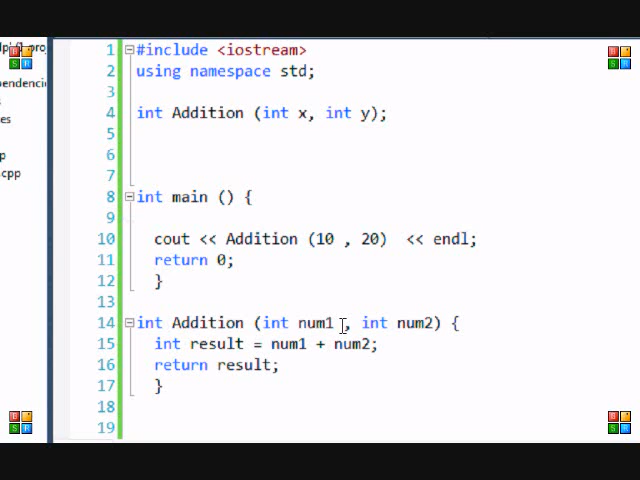 1 #include <iostream>
2 using namespace std;
3
4 int Addition (int x, int y);
5
6
7
8 int main () {
9
10 cout << Addition (10 , 20)  << endl;
11 return 0;
12 }
13
14 int Addition (int num1 , int num2) {
15 int result = num1 + num2;
16 return result;
17 }
18
19
.cpp